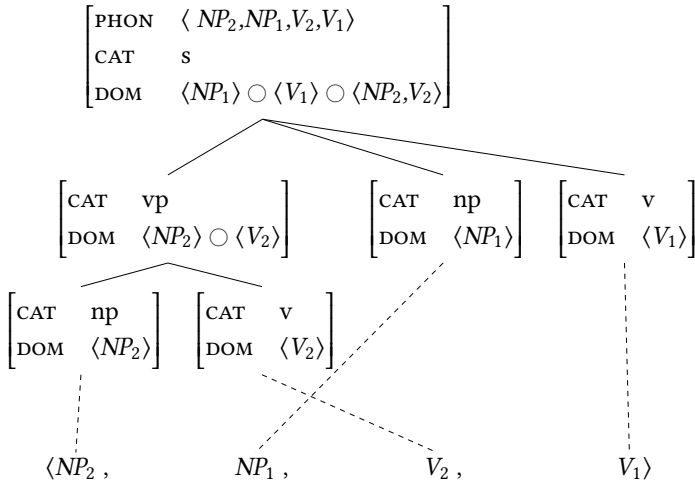 PHON ⟨ NP₂,NP₁,V₂,V₁⟩
CAT s
DOM ⟨NP₁⟩ ○ ⟨V₁⟩ ○ ⟨NP₂,V₂⟩
CAT vp CAT np CAT v
DOM ⟨NP₂⟩ ○ ⟨V₂⟩ DOM ⟨NP₁⟩ DOM ⟨V₁⟩
CAT np CAT v
DOM ⟨NP₂⟩ DOM ⟨V₂⟩
⟨NP₂ , NP₁ , V₂ , V₁⟩